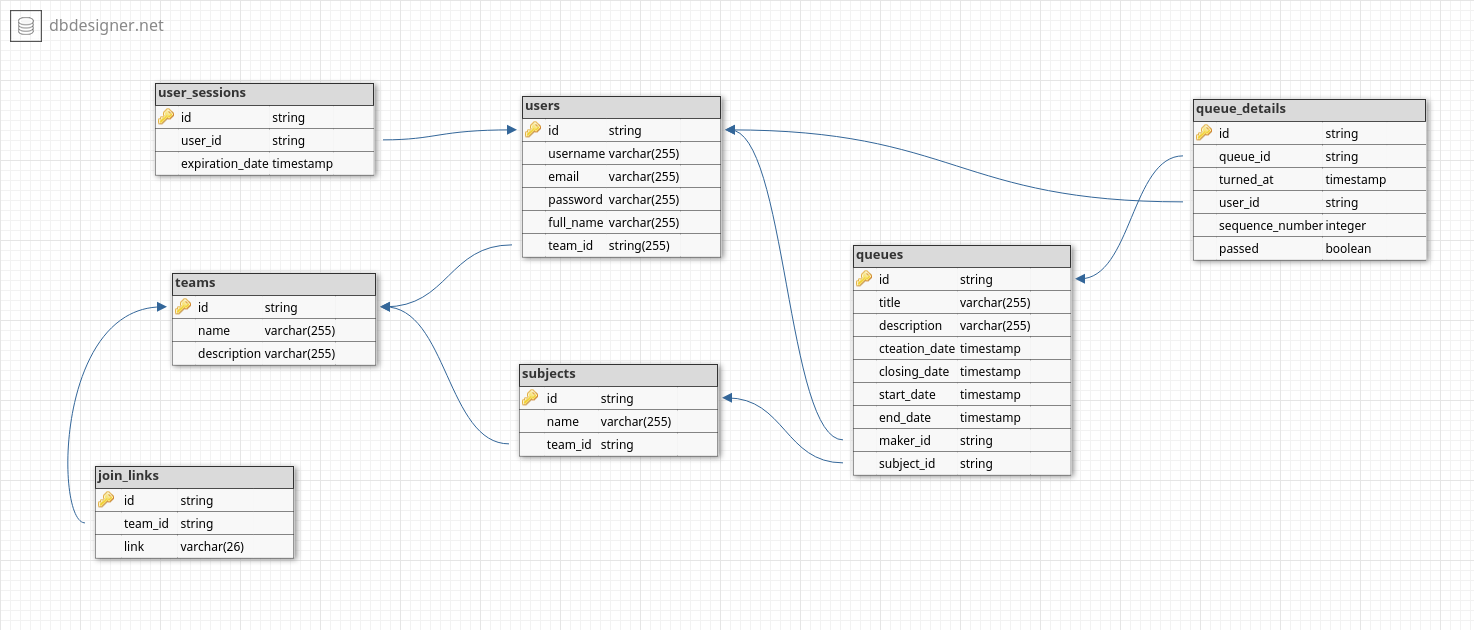 dbdesigner.net
user_sessions
id string
user_id string
expiration_date timestamp
users
id string
username varchar(255)
email varchar(255)
password varchar(255)
full_name varchar(255)
team_id string(255)
queue_details
id string
queue_id string
turned_at timestamp
user_id string
sequence_number integer
passed boolean
queues
id string
title varchar(255)
description varchar(255)
cteation_date timestamp
closing_date timestamp
start_date timestamp
end_date timestamp
maker_id string
subject_id string
teams
id string
name varchar(255)
description varchar(255)
subjects
id string
name varchar(255)
team_id string
join_links
id string
team_id string
link varchar(26)